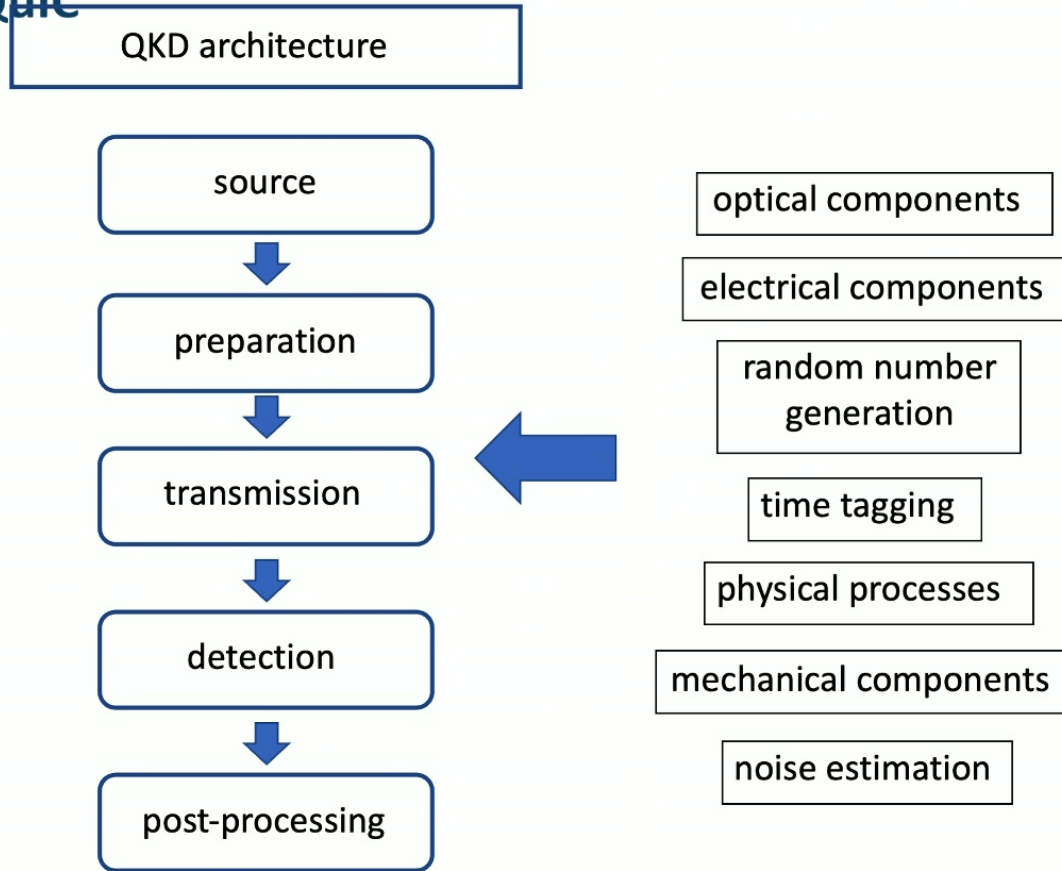 QuIC
QKD architecture
source
preparation
transmission
detection
post-processing
optical components
electrical components
random number
generation
time tagging
physical processes
mechanical components
noise estimation